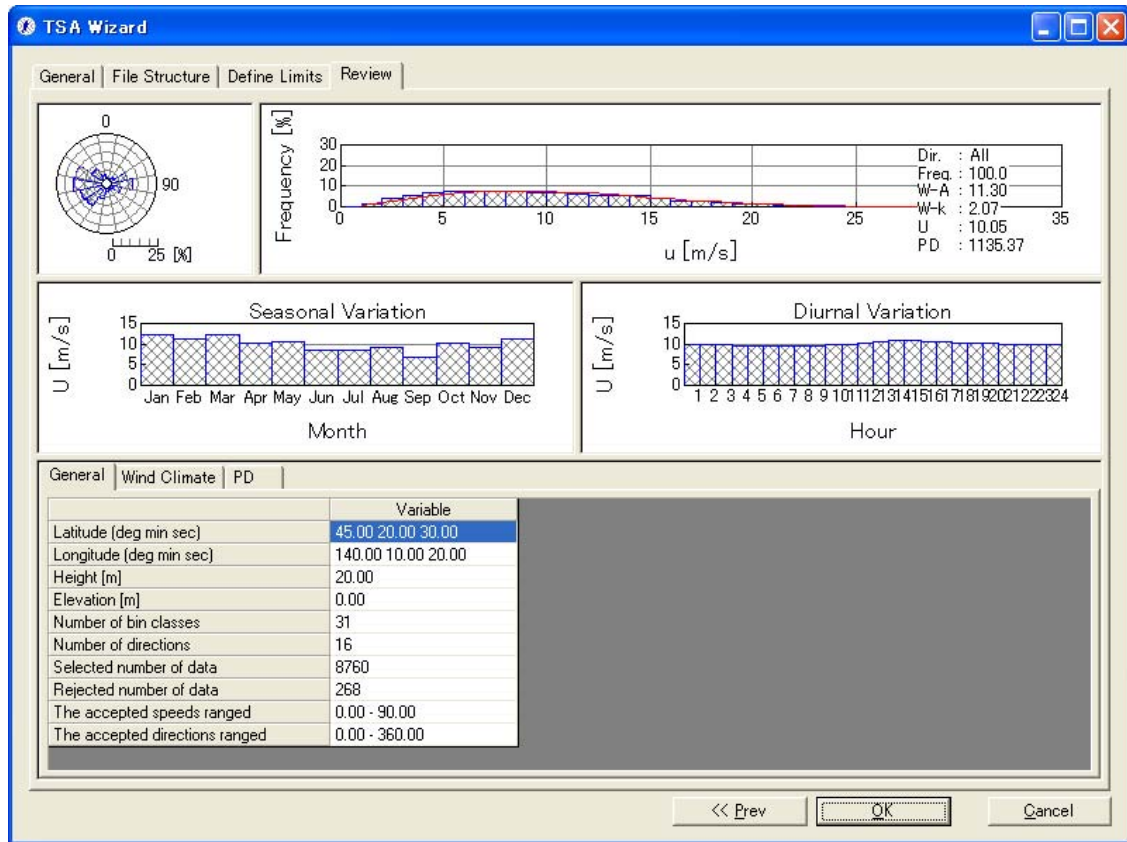 TSA Wizard
General File Structure Define Limits Review
0
90
0 25 [%]
Frequency [%]
30
20
10
0
0 5 10 15 20 25 35
u [m/s]
Dir. : All
Freq. : 100.0
W-A : 11.30
W-k : 2.07
U : 10.05
PD : 1135.37
Seasonal Variation
U [m/s]
15
10
5
0
Jan Feb Mar Apr May Jun Jul Aug Sep Oct Nov Dec
Month
Diurnal Variation
U [m/s]
15
10
5
0
1 2 3 4 5 6 7 8 9 10 11 12 13 14 15 16 17 18 19 20 21 22 23 24
Hour
General Wind Climate PD
Variable
Latitude (deg min sec) 45.00 20.00 30.00
Longitude (deg min sec) 140.00 10.00 20.00
Height [m] 20.00
Elevation [m] 0.00
Number of bin classes 31
Number of directions 16
Selected number of data 8760
Rejected number of data 268
The accepted speeds ranged 0.00 - 90.00
The accepted directions ranged 0.00 - 360.00
<< Prev OK Cancel